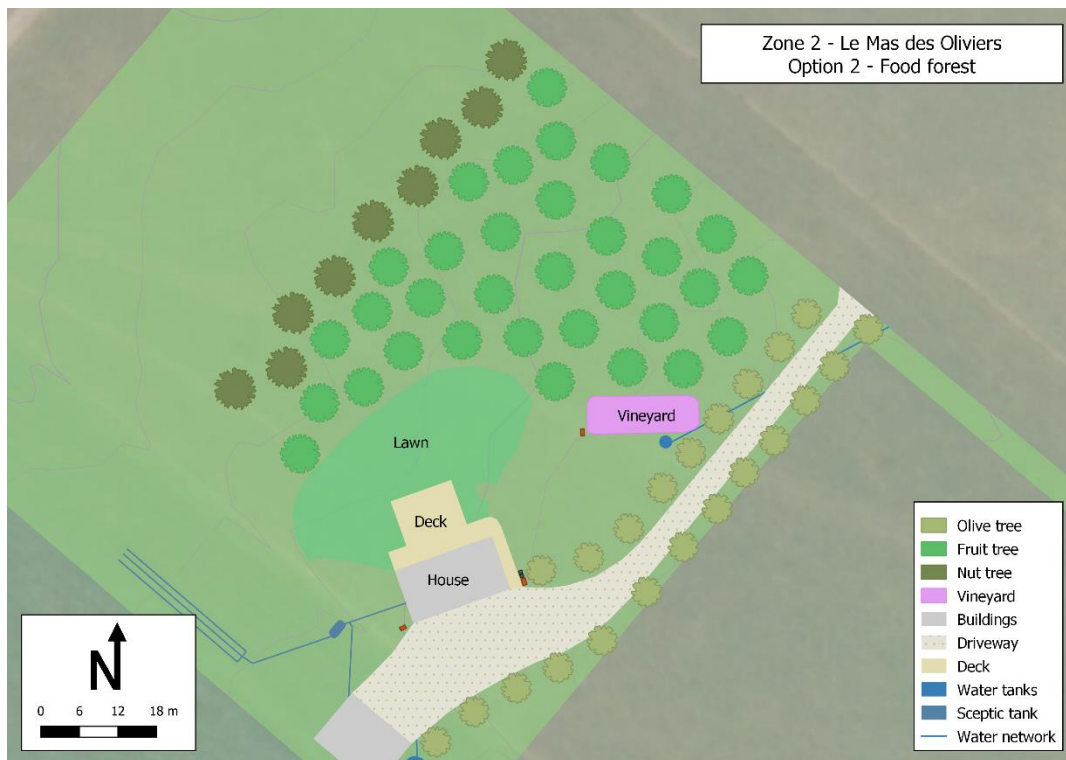 Zone 2 - Le Mas des Oliviers
Option 2 - Food forest
Vineyard
Lawn
Deck
House
N
0 6 12 18 m
Olive tree
Fruit tree
Nut tree
Vineyard
Buildings
Driveway
Deck
Water tanks
Sceptic tank
Water network